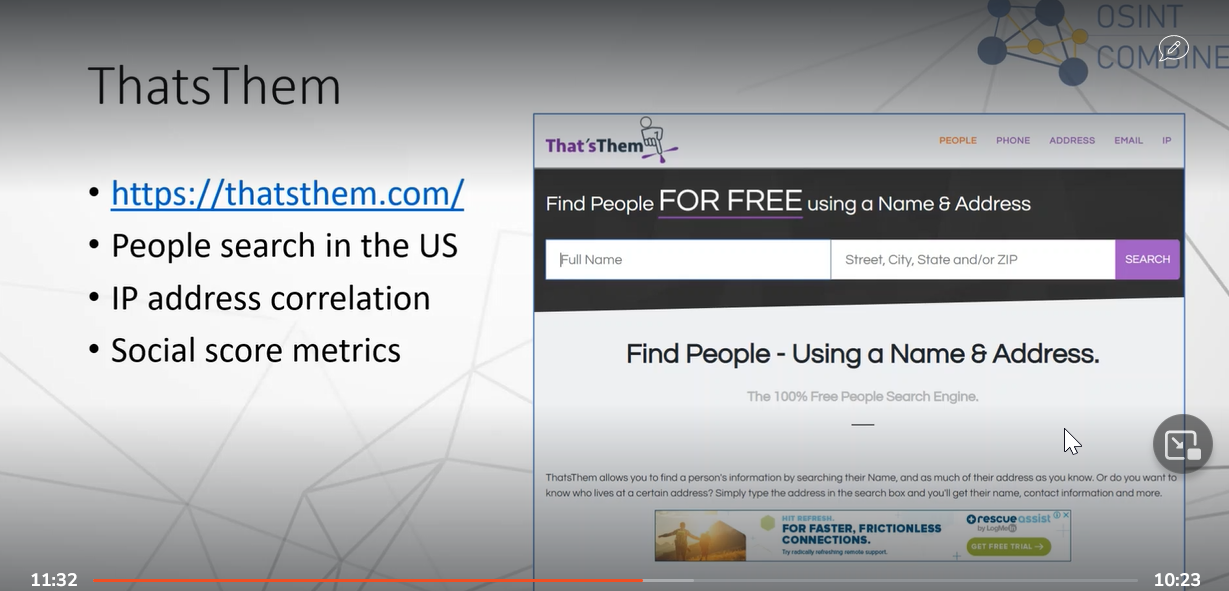 OSINT
COMBINE
ThatsThem
• https://thatsthem.com/
• People search in the US
• IP address correlation
• Social score metrics
That'sThem
PEOPLE PHONE ADDRESS EMAIL IP
Find People FOR FREE using a Name & Address
Full Name
Street, City, State and/or ZIP
SEARCH
Find People - Using a Name & Address.
The 100% Free People Search Engine.
ThatsThem allows you to find a person's information by searching their Name, and as much of their address as you know. Or do you want to
know who lives at a certain address? Simply type the address in the search box and you'll get their name, contact information and more.
HIT REFRESH.
FOR FASTER, FRICTIONLESS
CONNECTIONS.
Try radically refreshing remote support.
rescueassist
by LogMeIn
GET FREE TRIAL
11:32
10:23